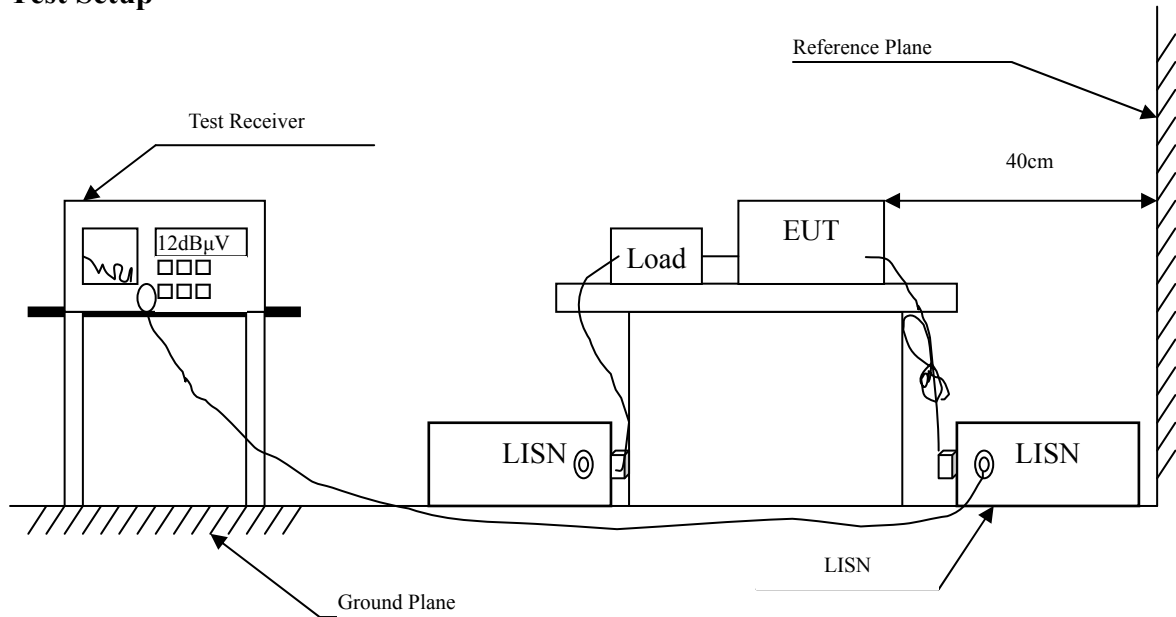 Test Setup
Reference Plane
Test Receiver
40cm
12dBμV
Load
EUT
LISN
LISN
LISN
Ground Plane